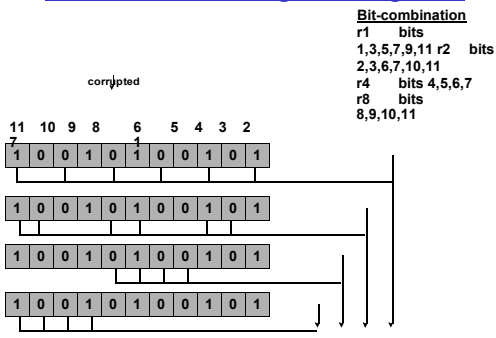 Bit-combination
r1 bits
1,3,5,7,9,11 r2 bits
2,3,6,7,10,11
r4 bits 4,5,6,7
r8 bits
8,9,10,11
corrupted
11 10 9 8 6 5 4 3 2
7 1
1 0 0 1 0 1 0 0 1 0 1
1 0 0 1 0 1 0 0 1 0 1
1 0 0 1 0 1 0 0 1 0 1
1 0 0 1 0 1 0 0 1 0 1